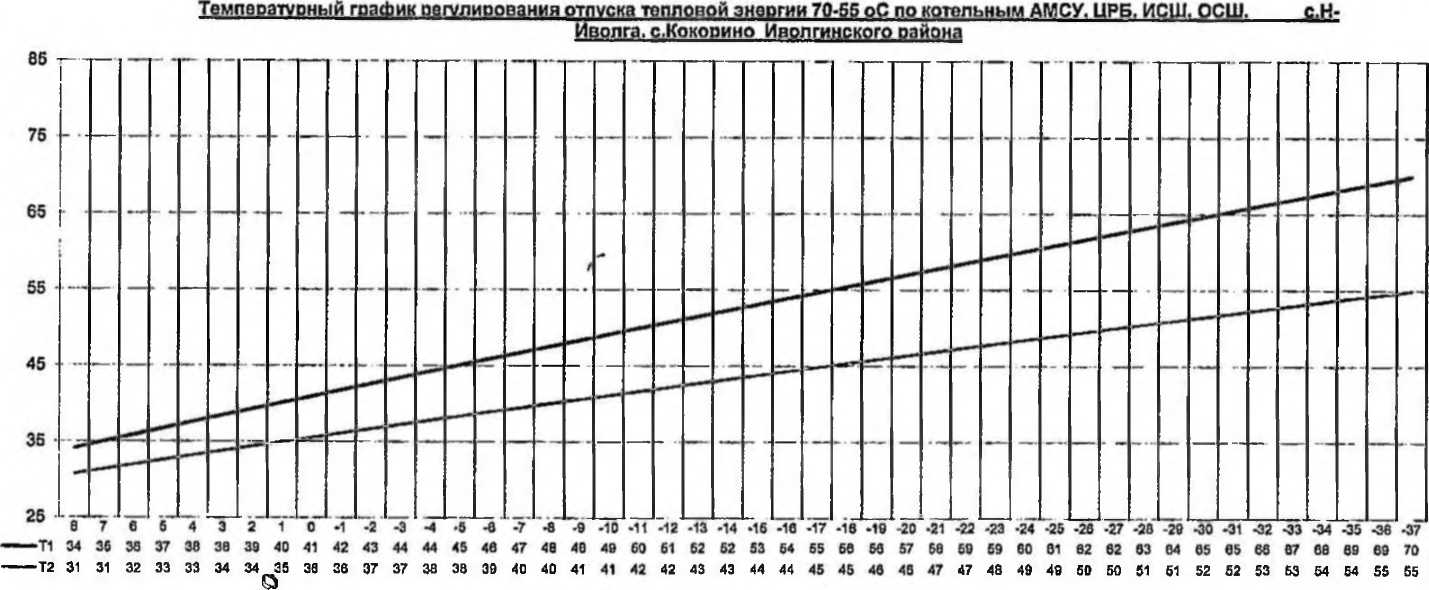 Температурный график регулирования отпуска тепловой энергии 70-55 оС по котельным АМСУ, ЦРБ, ИСШ, ОСШ, с.Н-
Иволга, с.Кокорино Иволгинского района
85
75
65
55
45
35
25
8 7 6 5 4 3 2 1 0 -1 -2 -3 -4 -5 -6 -7 -8 -9 -10 -11 -12 -13 -14 -15 -16 -17 -18 -19 -20 -21 -22 -23 -24 -25 -26 -27 -28 -29 -30 -31 -32 -33 -34 -35 -36 -37
T1 34 35 36 37 38 38 39 40 41 42 43 44 44 45 46 47 48 48 49 50 51 52 52 53 54 55 56 56 57 58 59 59 60 61 62 62 63 64 65 65 66 67 68 69 69 70
T2 31 31 32 33 33 34 34 35 36 36 37 37 38 38 39 40 40 41 41 42 42 43 43 44 44 45 45 46 46 47 47 48 49 49 50 50 51 51 52 52 53 53 54 54 55 55